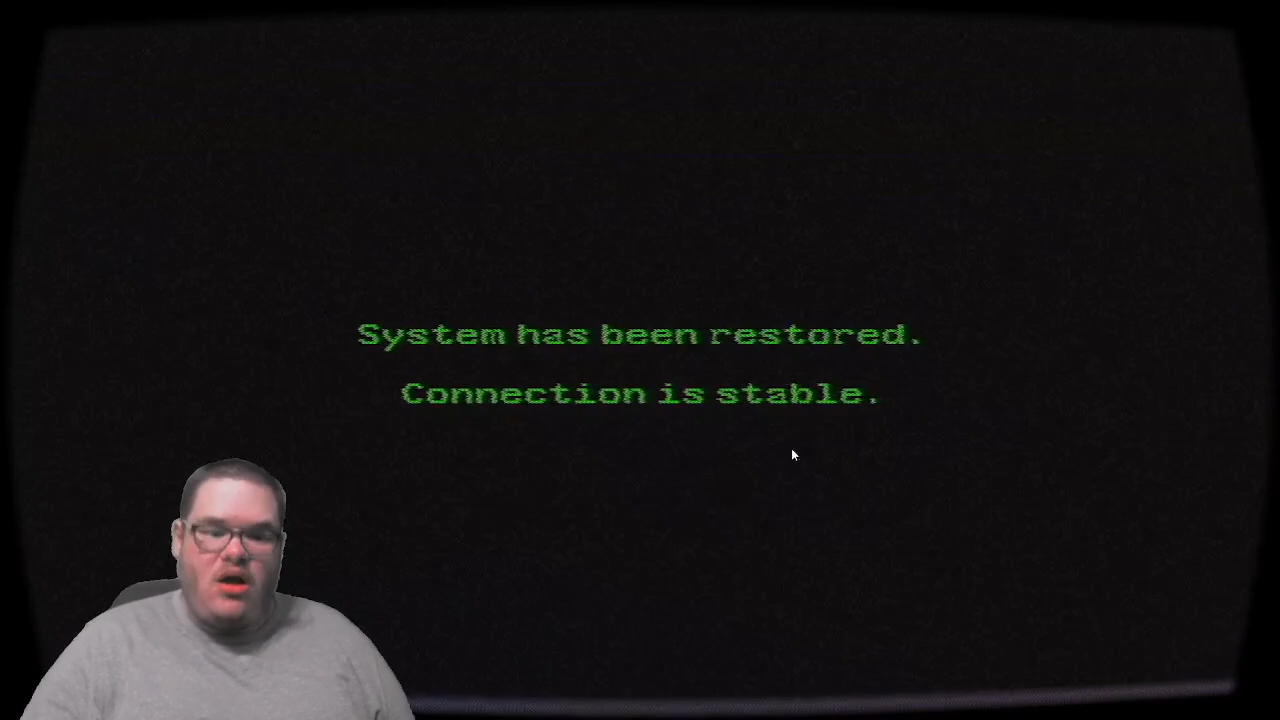 System has been restored.
Connection is stable.